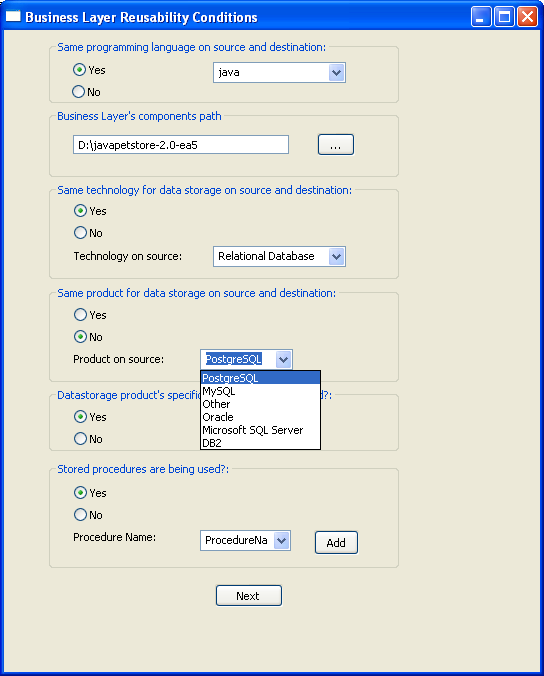 Business Layer Reusability Conditions
Same programming language on source and destination:
Yes
java
No
Business Layer's components path
D:\javapetstore-2.0-ea5
...
Same technology for data storage on source and destination:
Yes
No
Technology on source:
Relational Database
Same product for data storage on source and destination:
Yes
No
Product on source:
PostgreSQL
PostgreSQL
MySQL
Other
Oracle
Microsoft SQL Server
DB2
Datastorage product's specific
d?:
Yes
No
Stored procedures are being used?:
Yes
No
Procedure Name:
ProcedureNa
Add
Next